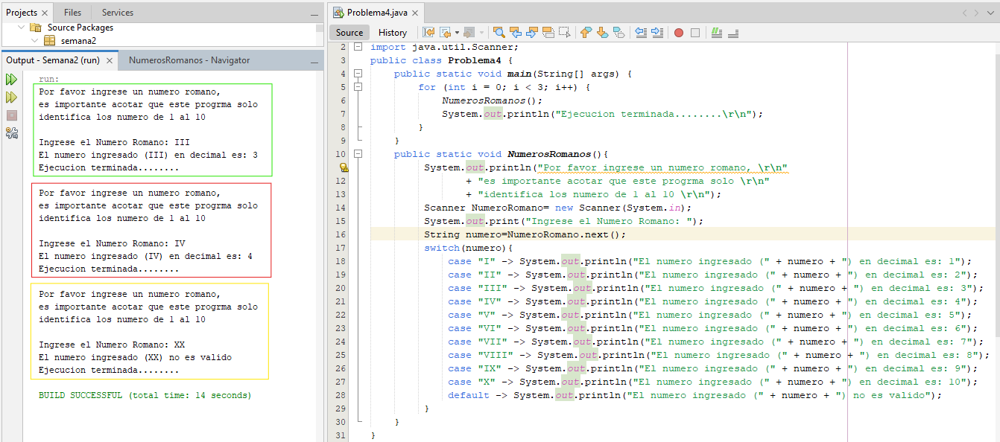 Projects × Files Services
Source Packages
semana2
Output - Semana2 (run) × NumerosRomanos - Navigator
run:
Por favor ingrese un numero romano,
es importante acotar que este progrma solo
identifica los numero de 1 al 10
Ingrese el Numero Romano: III
El numero ingresado (III) en decimal es: 3
Ejecucion terminada........
Por favor ingrese un numero romano,
es importante acotar que este progrma solo
identifica los numero de 1 al 10
Ingrese el Numero Romano: IV
El numero ingresado (IV) en decimal es: 4
Ejecucion terminada........
Por favor ingrese un numero romano,
es importante acotar que este progrma solo
identifica los numero de 1 al 10
Ingrese el Numero Romano: XX
El numero ingresado (XX) no es valido
Ejecucion terminada........
BUILD SUCCESSFUL (total time: 14 seconds)
Problema4.java ×
Source History
2 import java.util.Scanner;
3 public class Problema4 {
4 public static void main(String[] args) {
5 for (int i = 0; i < 3; i++) {
6 NumerosRomanos();
7 System.out.println("Ejecucion terminada........\r\n");
8 }
9 }
10 public static void NumerosRomanos(){
System.out.println("Por favor ingrese un numero romano, \r\n"
12 + "es importante acotar que este progrma solo \r\n"
13 + "identifica los numero de 1 al 10 \r\n");
14 Scanner NumeroRomano= new Scanner(System.in);
15 System.out.print("Ingrese el Numero Romano: ");
16 String numero=NumeroRomano.next();
17 switch(numero){
18 case "I" -> System.out.println("El numero ingresado (" + numero + ") en decimal es: 1");
19 case "II" -> System.out.println("El numero ingresado (" + numero + ") en decimal es: 2");
20 case "III" -> System.out.println("El numero ingresado (" + numero + ") en decimal es: 3");
21 case "IV" -> System.out.println("El numero ingresado (" + numero + ") en decimal es: 4");
22 case "V" -> System.out.println("El numero ingresado (" + numero + ") en decimal es: 5");
23 case "VI" -> System.out.println("El numero ingresado (" + numero + ") en decimal es: 6");
24 case "VII" -> System.out.println("El numero ingresado (" + numero + ") en decimal es: 7");
25 case "VIII" -> System.out.println("El numero ingresado (" + numero + ") en decimal es: 8");
26 case "IX" -> System.out.println("El numero ingresado (" + numero + ") en decimal es: 9");
27 case "X" -> System.out.println("El numero ingresado (" + numero + ") en decimal es: 10");
28 default -> System.out.println("El numero ingresado (" + numero + ") no es valido");
29 }
30 }
31 }